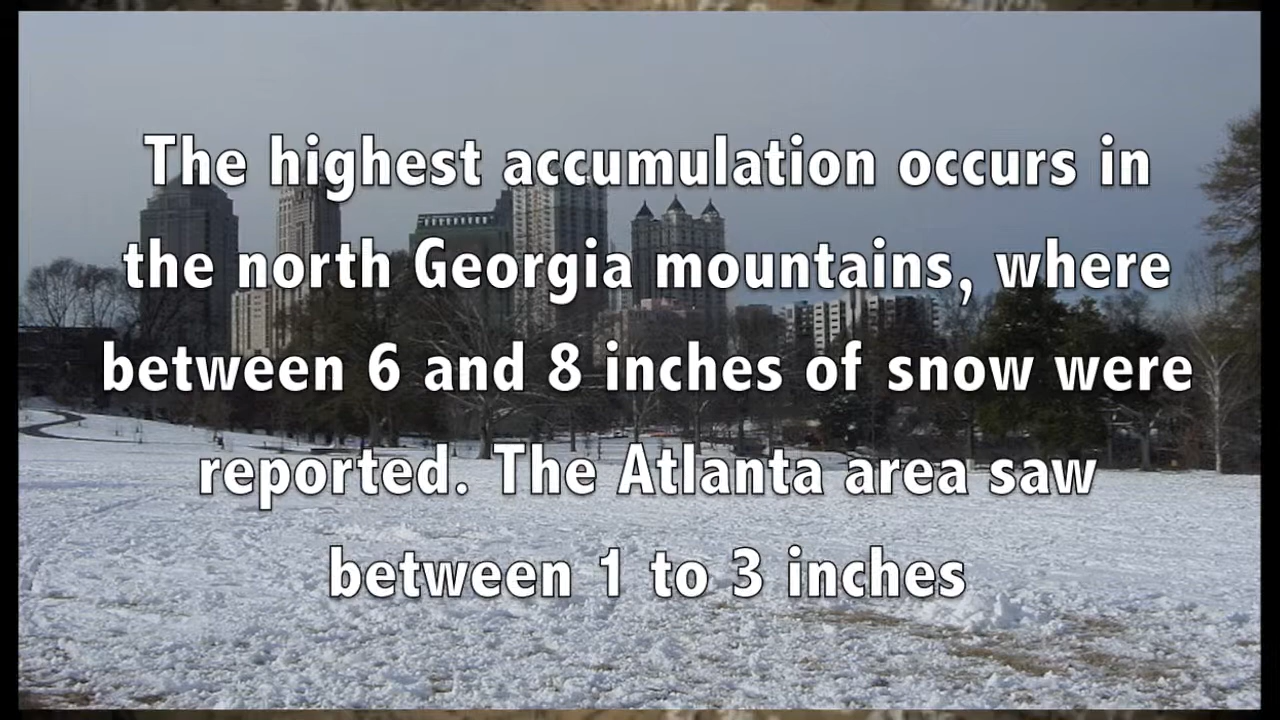 The highest accumulation occurs in
the north Georgia mountains, where
between 6 and 8 inches of snow were
reported. The Atlanta area saw
between 1 to 3 inches